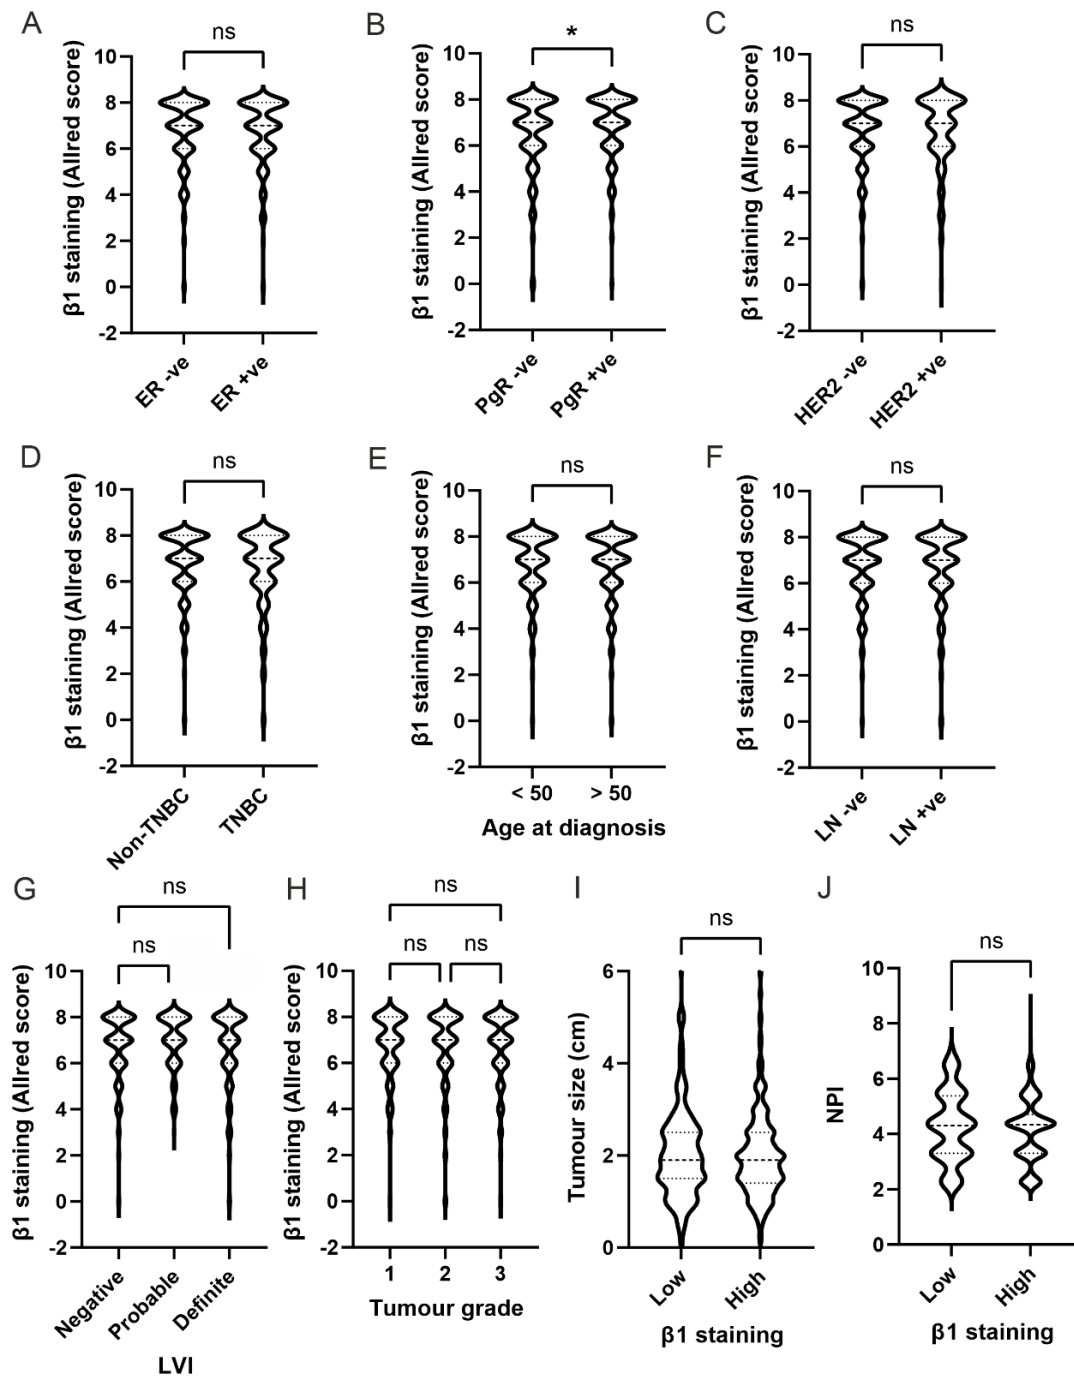 A
ns
β1 staining (Allred score)
10
8
6
4
2
0
-2
ER -ve
ER +ve
B
*
β1 staining (Allred score)
10
8
6
4
2
0
-2
PgR -ve
PgR +ve
C
ns
β1 staining (Allred score)
10
8
6
4
2
0
-2
HER2 -ve
HER2 +ve
D
ns
β1 staining (Allred score)
10
8
6
4
2
0
-2
Non-TNBC
TNBC
E
ns
β1 staining (Allred score)
10
8
6
4
2
0
-2
< 50
> 50
Age at diagnosis
F
ns
β1 staining (Allred score)
10
8
6
4
2
0
-2
LN -ve
LN +ve
G
ns
ns
β1 staining (Allred score)
10
8
6
4
2
0
-2
Negative
Probable
Definite
LVI
H
ns
ns
ns
β1 staining (Allred score)
10
8
6
4
2
0
-2
1
2
3
Tumour grade
I
ns
Tumour size (cm)
6
4
2
0
Low
High
β1 staining
J
ns
NPI
10
8
6
4
2
0
Low
High
β1 staining